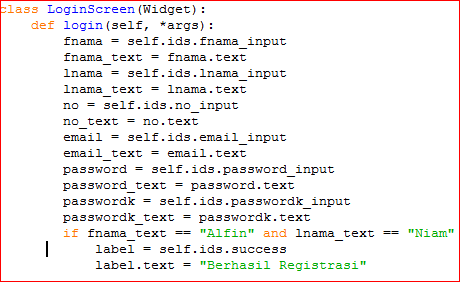 class LoginScreen(Widget):
    def login(self, *args):
        fnama = self.ids.fnama_input
        fnama_text = fnama.text
        lnama = self.ids.lnama_input
        lnama_text = lnama.text
        no = self.ids.no_input
        no_text = no.text
        email = self.ids.email_input
        email_text = email.text
        password = self.ids.password_input
        password_text = password.text
        passwordk = self.ids.passwordk_input
        passwordk_text = passwordk.text
        if fnama_text == "Alfin" and lnama_text == "Niam"
            label = self.ids.success
            label.text = "Berhasil Registrasi"